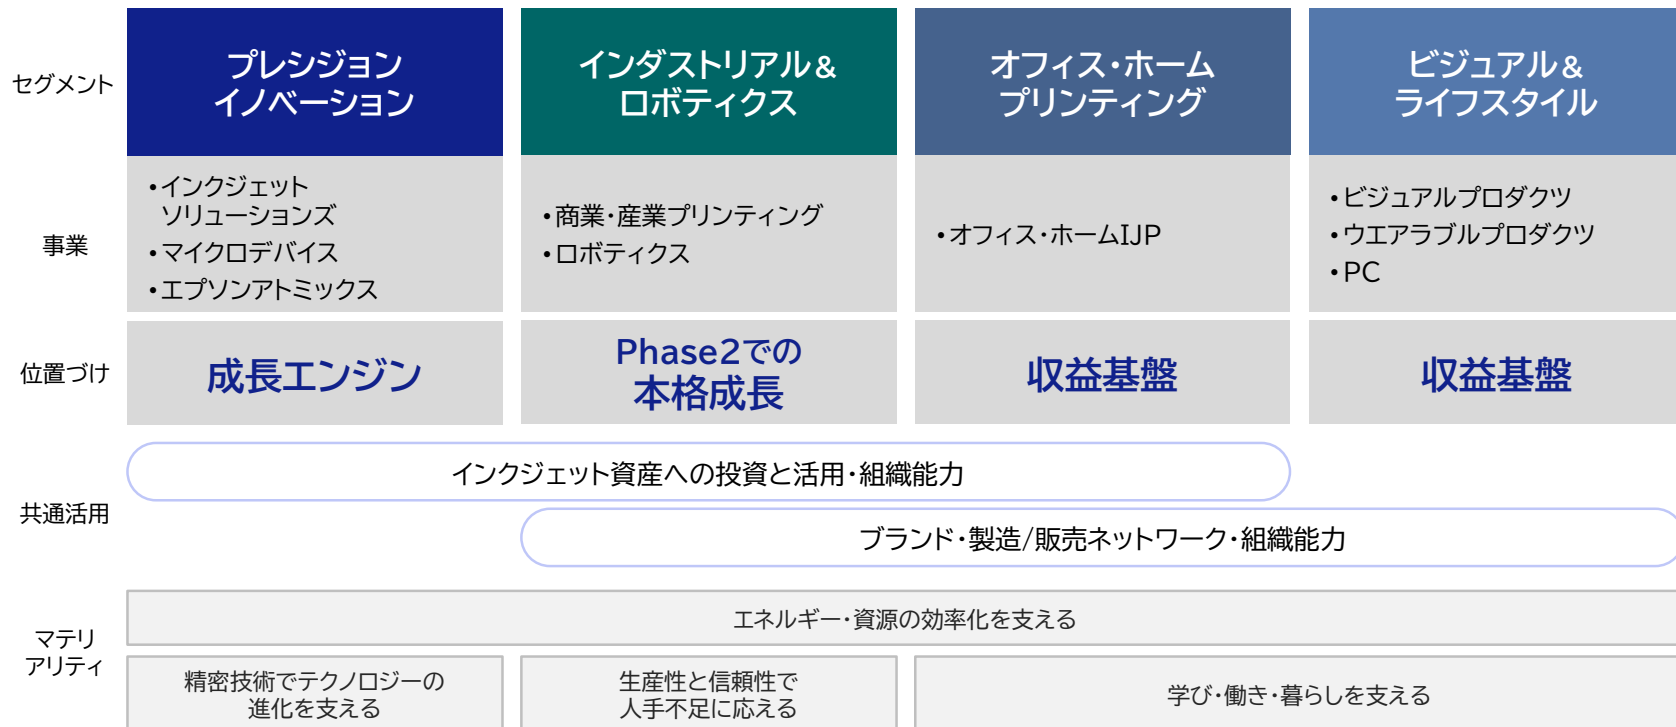 セグメント
プレシジョン
イノベーション
インダストリアル&
ロボティクス
オフィス・ホーム
プリンティング
ビジュアル&
ライフスタイル
事業
・インクジェット
ソリューションズ
・マイクロデバイス
・エプソンアトミックス
・商業・産業プリンティング
・ロボティクス
・オフィス・ホームIJP
・ビジュアルプロダクツ
・ウエアラブルプロダクツ
・PC
位置づけ
成長エンジン
Phase2での
本格成長
収益基盤
収益基盤
共通活用
インクジェット資産への投資と活用・組織能力
ブランド・製造/販売ネットワーク・組織能力
マテリ
アリティ
エネルギー・資源の効率化を支える
精密技術でテクノロジーの
進化を支える
生産性と信頼性で
人手不足に応える
学び・働き・暮らしを支える